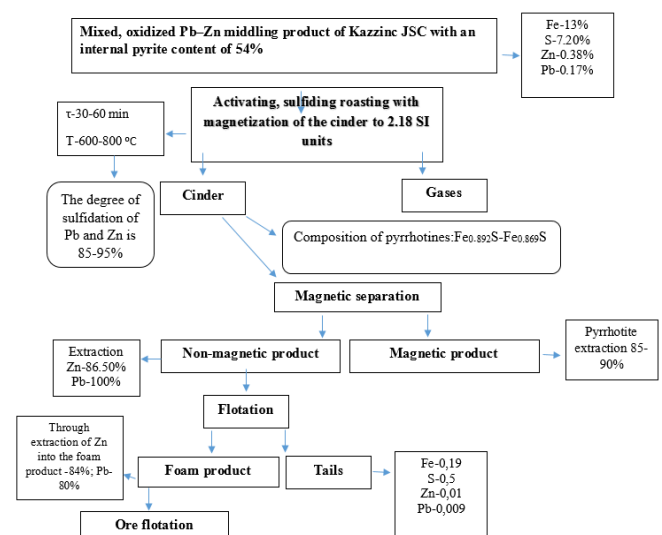 Mixed, oxidized Pb–Zn middling product of Kazzinc JSC with an
internal pyrite content of 54%
Fe-13%
S-7.20%
Zn-0.38%
Pb-0.17%
Activating, sulfiding roasting with
magnetization of the cinder to 2.18 SI
units
τ-30-60 min
T-600-800 ºC
The degree of
sulfidation of
Pb and Zn is
85-95%
Cinder
Gases
Composition of pyrrhotines:Fe₀.₈₉₂S-Fe₀.₈₆₉S
Magnetic separation
Extraction
Zn-86.50%
Pb-100%
Non-magnetic product
Magnetic product
Pyrrhotite
extraction 85-
90%
Flotation
Through
extraction of Zn
into the foam
product -84%; Pb-
80%
Foam product
Tails
Fe-0,19
S-0,5
Zn-0,01
Pb-0,009
Ore flotation